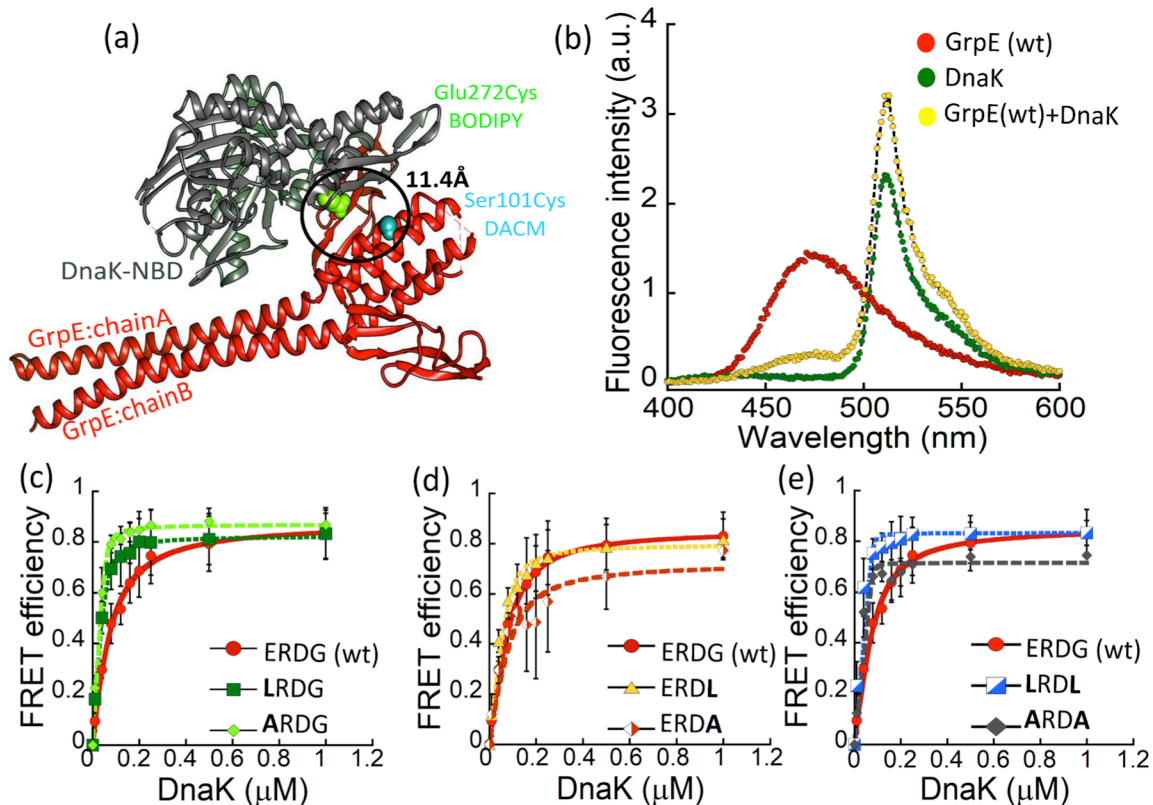 (a)
Glu272Cys
BODIPY
11.4Å
Ser101Cys
DACM
DnaK-NBD
GrpE:chainA
GrpE:chainB
(b)
GrpE (wt)
DnaK
GrpE(wt)+DnaK
Fluorescence intensity (a.u.)
4
3
2
1
0
400 450 500 550 600
Wavelength (nm)
(c)
FRET efficiency
1
0.8
0.6
0.4
0.2
0
ERDG (wt)
LRDG
ARDG
0 0.2 0.4 0.6 0.8 1 1.2
DnaK (μM)
(d)
FRET efficiency
1
0.8
0.6
0.4
0.2
0
ERDG (wt)
ERDL
ERDA
0 0.2 0.4 0.6 0.8 1 1.2
DnaK (μM)
(e)
FRET efficiency
1
0.8
0.6
0.4
0.2
0
ERDG (wt)
LRDL
ARDA
0 0.2 0.4 0.6 0.8 1 1.2
DnaK (μM)